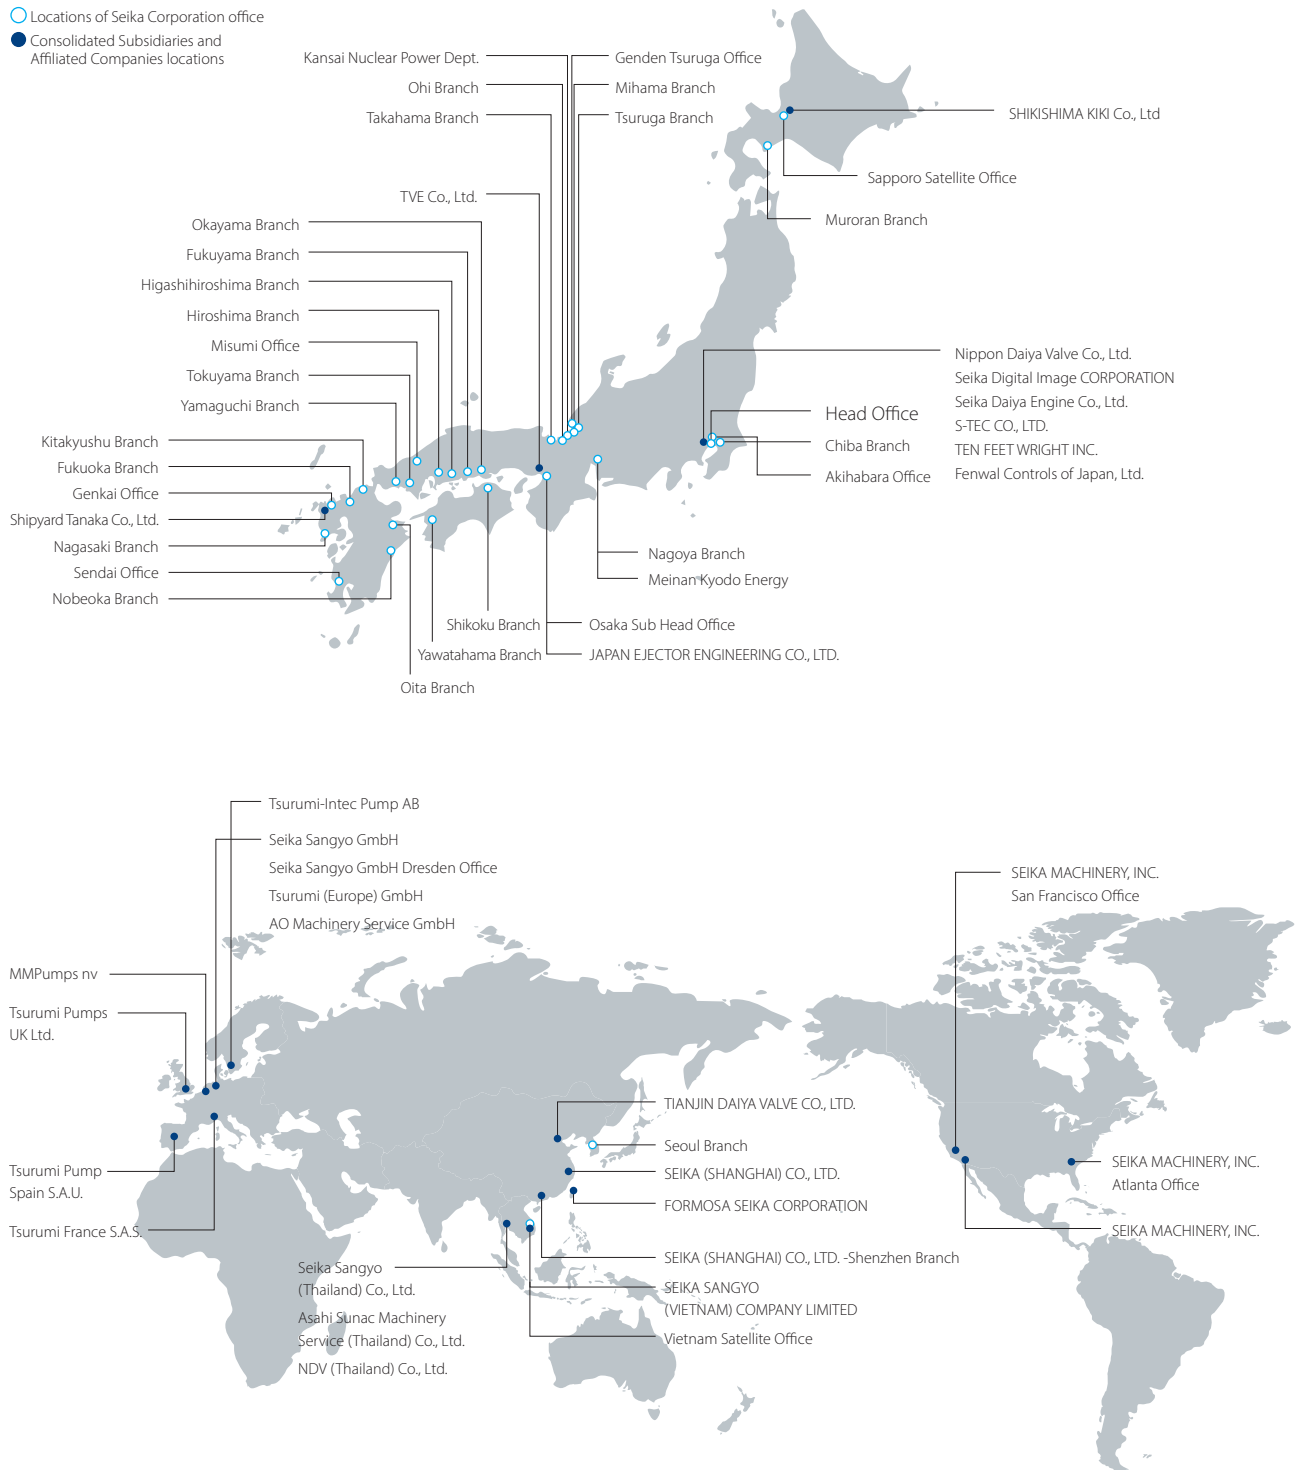 Locations of Seika Corporation office
Consolidated Subsidiaries and
Affiliated Companies locations
Kansai Nuclear Power Dept.
Ohi Branch
Takahama Branch
Genden Tsuruga Office
Mihama Branch
Tsuruga Branch
SHIKISHIMA KIKI Co., Ltd
Sapporo Satellite Office
Muroran Branch
TVE Co., Ltd.
Okayama Branch
Fukuyama Branch
Higashihiroshima Branch
Hiroshima Branch
Misumi Office
Tokuyama Branch
Yamaguchi Branch
Kitakyushu Branch
Fukuoka Branch
Genkai Office
Shipyard Tanaka Co., Ltd.
Nagasaki Branch
Sendai Office
Nobeoka Branch
Nippon Daiya Valve Co., Ltd.
Seika Digital Image CORPORATION
Seika Daiya Engine Co., Ltd.
S-TEC CO., LTD.
TEN FEET WRIGHT INC.
Fenwal Controls of Japan, Ltd.
Head Office
Chiba Branch
Akihabara Office
Nagoya Branch
Meinan Kyodo Energy
Shikoku Branch
Osaka Sub Head Office
Yawatahama Branch
JAPAN EJECTOR ENGINEERING CO., LTD.
Oita Branch
Tsurumi-Intec Pump AB
Seika Sangyo GmbH
Seika Sangyo GmbH Dresden Office
Tsurumi (Europe) GmbH
AO Machinery Service GmbH
MMPumps nv
Tsurumi Pumps
UK Ltd.
Tsurumi Pump
Spain S.A.U.
Tsurumi France S.A.S.
SEIKA MACHINERY, INC.
San Francisco Office
TIANJIN DAIYA VALVE CO., LTD.
Seoul Branch
SEIKA (SHANGHAI) CO., LTD.
FORMOSA SEIKA CORPORATION
SEIKA (SHANGHAI) CO., LTD. -Shenzhen Branch
SEIKA SANGYO
(VIETNAM) COMPANY LIMITED
Vietnam Satellite Office
SEIKA MACHINERY, INC.
Atlanta Office
SEIKA MACHINERY, INC.
Seika Sangyo
(Thailand) Co., Ltd.
Asahi Sunac Machinery
Service (Thailand) Co., Ltd.
NDV (Thailand) Co., Ltd.